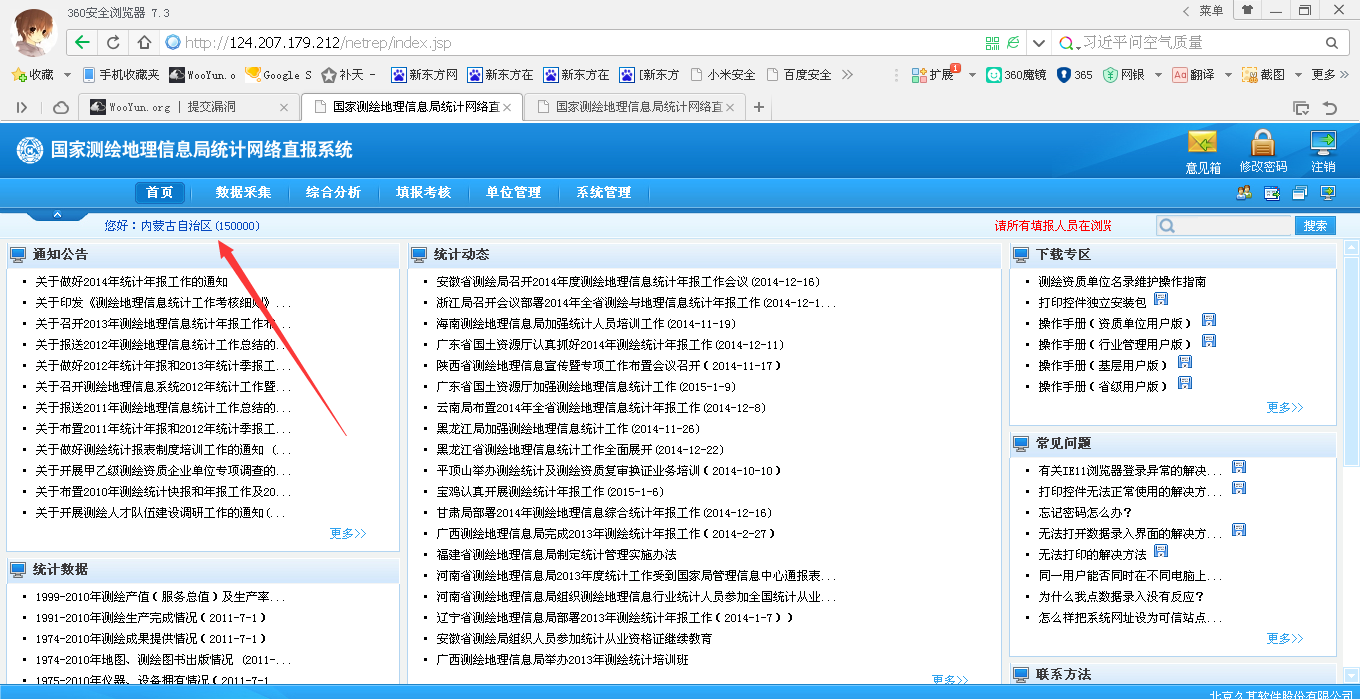 360安全浏览器 7.3
菜单
http://124.207.179.212/netrep/index.jsp
习近平问空气质量
收藏 手机收藏夹 WooYun.o Google S 补天 - 新东方网 新东方在 新东方在 [新东方 小米安全 百度安全 扩展 1 360魔镜 365 网银 Aa 翻译 截图 更多
WooYun.org | 提交漏洞 国家测绘地理信息局统计网络直 国家测绘地理信息局统计网络直
国家测绘地理信息局统计网络直报系统
意见箱 修改密码 注销
首页 数据采集 综合分析 填报考核 单位管理 系统管理
您好：内蒙古自治区(150000)
请所有填报人员在浏览
搜索
通知公告
关于做好2014年统计年报工作的通知
关于印发《测绘地理信息统计工作考核细则》...
关于召开2013年测绘地理信息统计年报工作布...
关于报送2012年测绘地理信息统计工作总结的...
关于做好2012年统计年报和2013年统计季报工...
关于召开测绘地理信息系统2012年统计工作暨...
关于报送2011年测绘地理信息统计工作总结的...
关于布置2011年统计年报和2012年统计季报工...
关于做好测绘统计报表制度培训工作的通知（...
关于开展甲乙级测绘资质企业单位专项调查的...
关于布置2010年测绘统计快报和年报工作及20...
关于开展测绘人才队伍建设调研工作的通知(...
更多>>
统计数据
1999-2010年测绘产值（服务总值）及生产率...
1991-2010年测绘生产完成情况（2011-7-1）
1974-2010年测绘成果提供情况（2011-7-1）
1974-2010年地图、测绘图书出版情况（2011-...
1975-2010年仪器、设备拥有情况（2011-7-1
统计动态
安徽省测绘局召开2014年度测绘地理信息统计年报工作会议(2014-12-16)
浙江局召开会议部署2014年全省测绘与地理信息统计年报工作(2014-12-1...
海南测绘地理信息局加强统计人员培训工作(2014-11-19)
广东省国土资源厅认真抓好2014年测绘统计年报工作(2014-12-11)
陕西省测绘地理信息宣传暨专项工作布置会议召开（2014-11-17）
广东省国土资源厅加强测绘地理信息统计工作(2015-1-9)
云南局布置2014年全省测绘地理信息统计年报工作(2014-12-8)
黑龙江局加强测绘地理信息统计工作(2014-11-26)
黑龙江省测绘地理信息统计工作全面展开(2014-12-22)
平顶山举办测绘统计及测绘资质复审换证业务培训（2014-10-10）
宝鸡认真开展测绘统计年报工作(2015-1-6)
甘肃局部署2014年测绘地理信息综合统计年报工作(2014-12-16)
广西测绘地理信息局完成2013年测绘统计年报工作（2014-2-27）
福建省测绘地理信息局制定统计管理实施办法
河南省测绘地理信息局2013年度统计工作受到国家局管理信息中心通报表...
河南省测绘地理信息局组织测绘地理信息行业统计人员参加全国统计从业...
辽宁省测绘地理信息局部署2013年测绘统计年报工作（2014-1-7））
安徽省测绘局组织人员参加统计从业资格证继续教育
广西测绘地理信息局举办2013年测绘统计培训班
更多>>
下载专区
测绘资质单位名录维护操作指南
打印控件独立安装包
操作手册（资质单位用户版）
操作手册（行业管理用户版）
操作手册（基层用户版）
操作手册（省级用户版）
更多>>
常见问题
有关IE11浏览器登录异常的解决...
打印控件无法正常使用的解决方...
忘记密码怎么办？
无法打开数据录入界面的解决方...
无法打印的解决方法
同一用户能否同时在不同电脑上...
为什么我点数据录入没有反应？
怎么样把系统网址设为可信站点...
更多>>
联系方法
北京久其软件股份有限公司